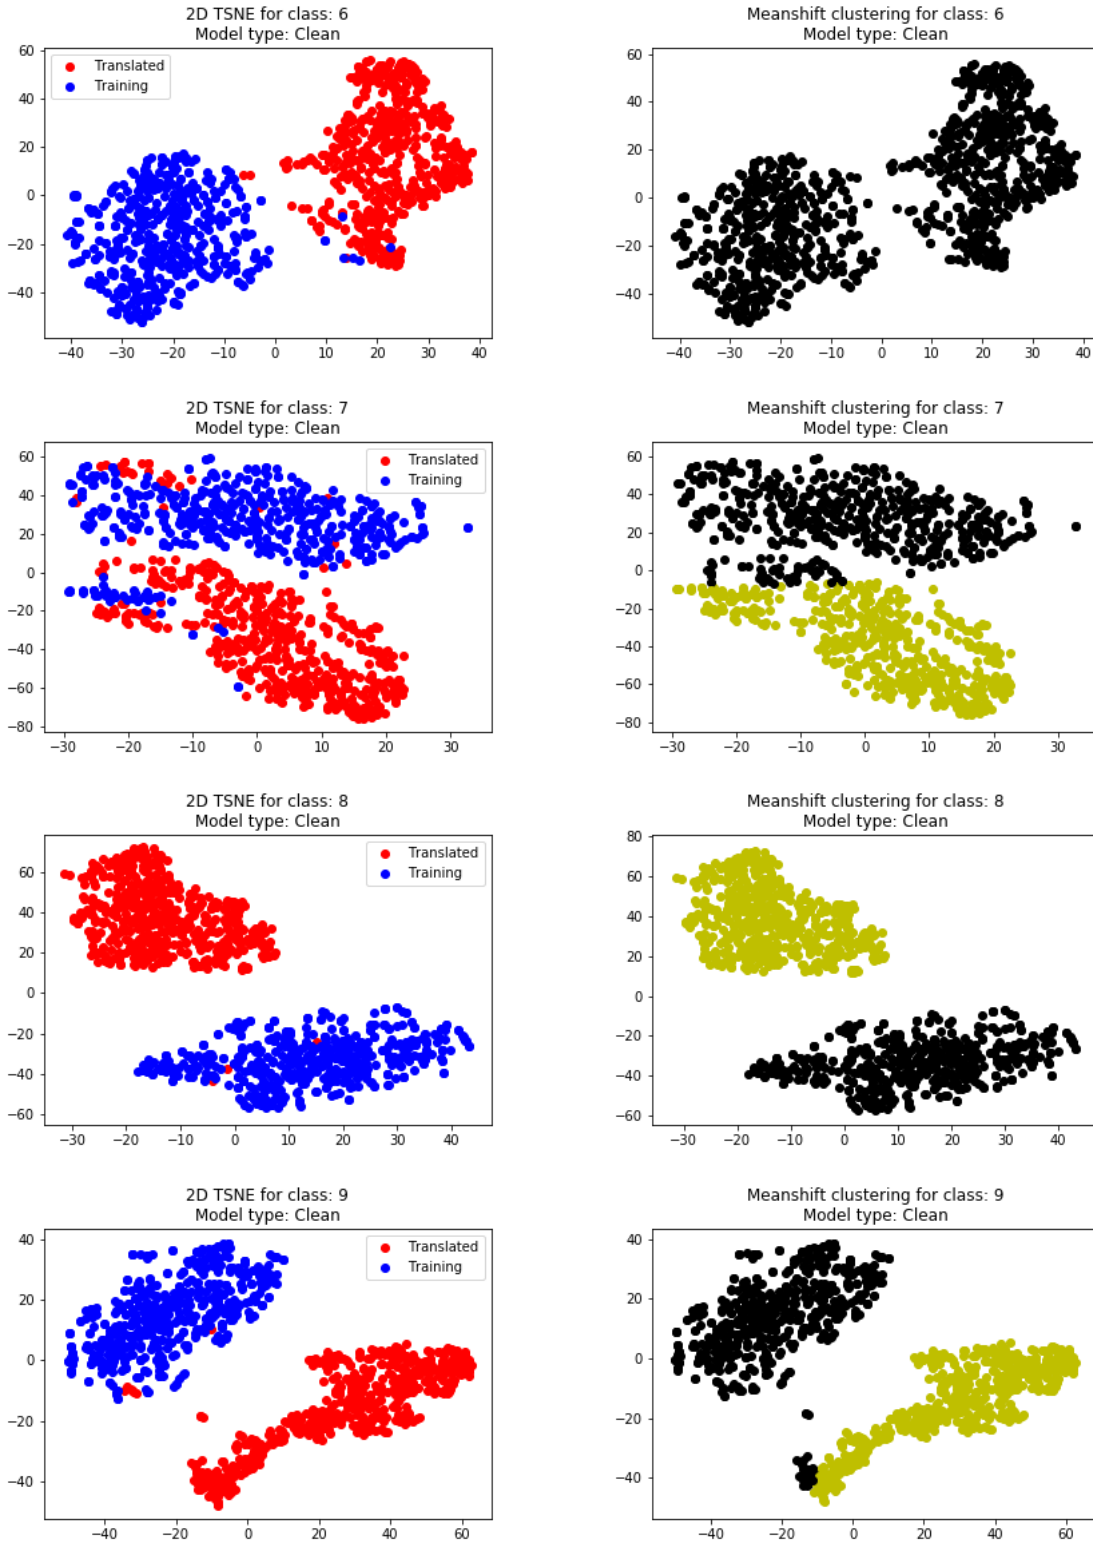 2D TSNE for class: 6
Model type: Clean
Translated
Training
60
40
20
0
−20
−40
−40 −30 −20 −10 0 10 20 30 40
Meanshift clustering for class: 6
Model type: Clean
60
40
20
0
−20
−40
−40 −30 −20 −10 0 10 20 30 40
2D TSNE for class: 7
Model type: Clean
Translated
Training
60
40
20
0
−20
−40
−60
−80
−30 −20 −10 0 10 20 30
Meanshift clustering for class: 7
Model type: Clean
60
40
20
0
−20
−40
−60
−80
−30 −20 −10 0 10 20 30
2D TSNE for class: 8
Model type: Clean
Translated
Training
60
40
20
0
−20
−40
−60
−30 −20 −10 0 10 20 30 40
Meanshift clustering for class: 8
Model type: Clean
80
60
40
20
0
−20
−40
−60
−30 −20 −10 0 10 20 30 40
2D TSNE for class: 9
Model type: Clean
Translated
Training
40
20
0
−20
−40
−40 −20 0 20 40 60
Meanshift clustering for class: 9
Model type: Clean
40
20
0
−20
−40
−40 −20 0 20 40 60